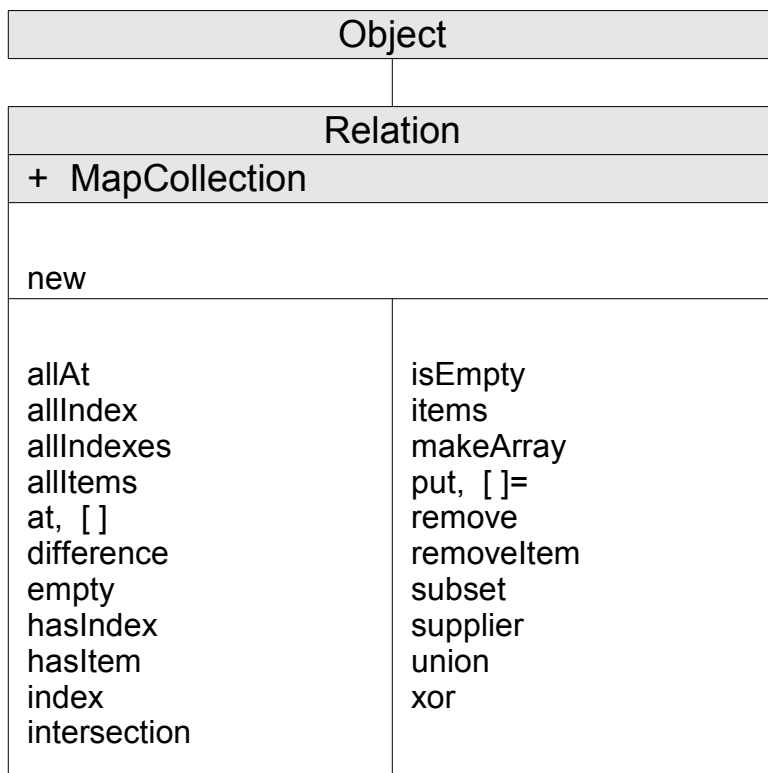 Object
Relation
+ MapCollection
new
allAt
allIndex
allIndexes
allItems
at, [ ]
difference
empty
hasIndex
hasItem
index
intersection
isEmpty
items
makeArray
put, [ ]=
remove
removeItem
subset
supplier
union
xor